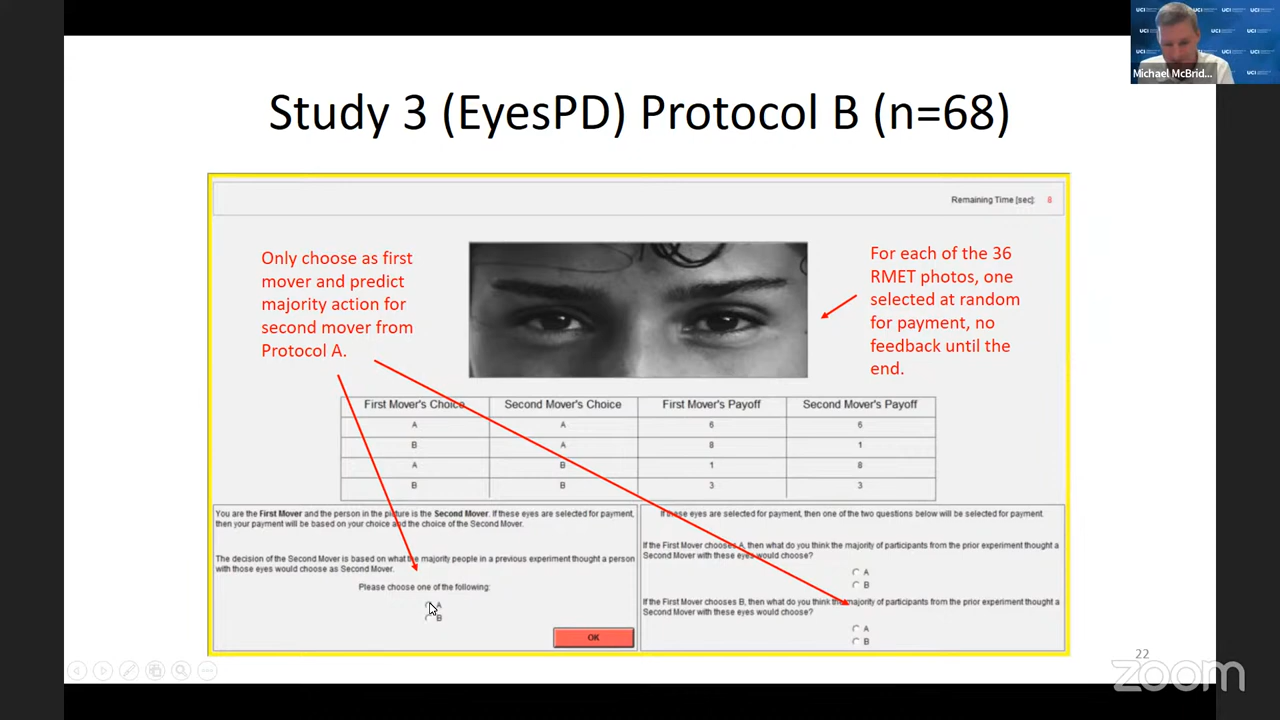 UCI UCI UCI
UCI UCI
Michael McBrid...
Study 3 (EyesPD) Protocol B (n=68)
Remaining Time [sec]: 8
Only choose as first
mover and predict
majority action for
second mover from
Protocol A.
For each of the 36
RMET photos, one
selected at random
for payment, no
feedback until the
end.
First Mover's Choice Second Mover's Choice First Mover's Payoff Second Mover's Payoff
A A 6 6
B A 8 1
A B 1 8
B B 3 3
You are the First Mover and the person in the picture is the Second Mover. If these eyes are selected for payment,
then your payment will be based on your choice and the choice of the Second Mover.
The decision of the Second Mover is based on what the majority people in a previous experiment thought a person
with those eyes would choose as Second Mover.
Please choose one of the following:
A
B
OK
If these eyes are selected for payment, then one of the two questions below will be selected for payment.
If the First Mover chooses A, then what do you think the majority of participants from the prior experiment thought a
Second Mover with these eyes would choose?
A
B
If the First Mover chooses B, then what do you think the majority of participants from the prior experiment thought a
Second Mover with these eyes would choose?
A
B
22
zoom